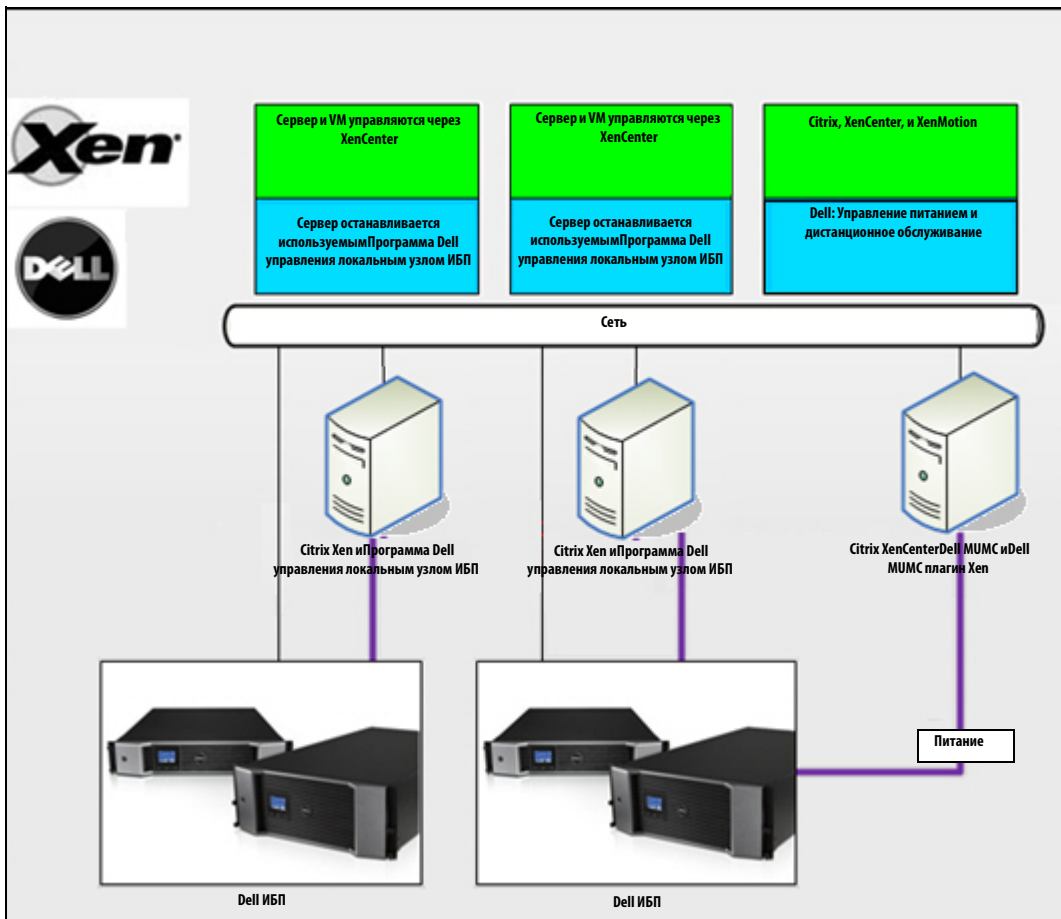 Xen
DELL
Сервер и VM управляются через
XenCenter
Сервер останавливается
используемымПрограмма Dell
управления локальным узлом ИБП
Сервер и VM управляются через
XenCenter
Сервер останавливается
используемымПрограмма Dell
управления локальным узлом ИБП
Citrix, XenCenter, и XenMotion
Dell: Управление питанием и
дистанционное обслуживание
Сеть
Citrix Xen иПрограмма Dell
управления локальным узлом ИБП
Citrix Xen иПрограмма Dell
управления локальным узлом ИБП
Citrix XenCenterDell MUMC иDell
MUMC плагин Xen
Питание
Dell ИБП
Dell ИБП